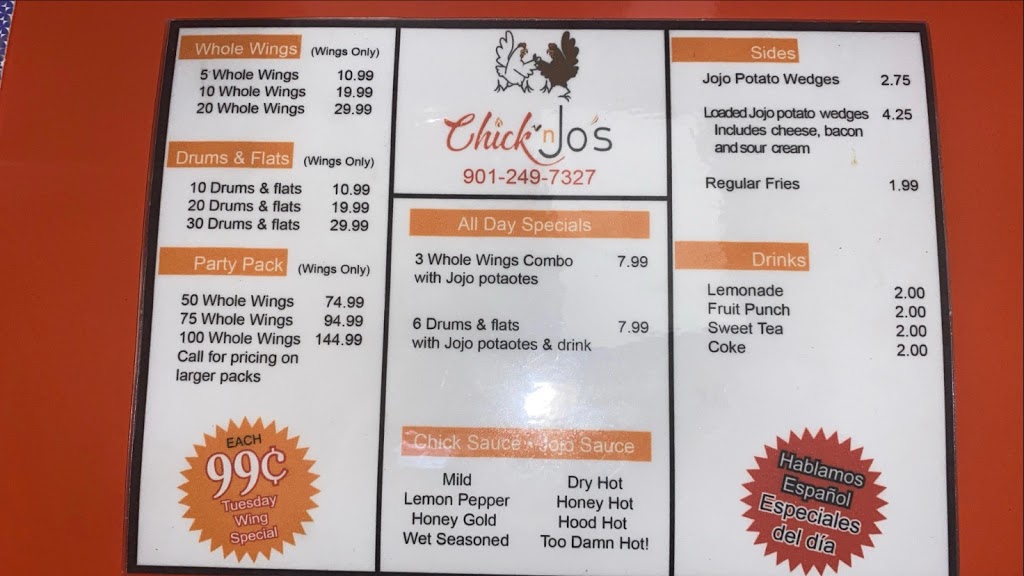 Whole Wings (Wings Only)
5 Whole Wings 10.99
10 Whole Wings 19.99
20 Whole Wings 29.99
Drums & Flats (Wings Only)
10 Drums & flats 10.99
20 Drums & flats 19.99
30 Drums & flats 29.99
Party Pack (Wings Only)
50 Whole Wings 74.99
75 Whole Wings 94.99
100 Whole Wings 144.99
Call for pricing on
larger packs
EACH
99¢
Tuesday
Wing
Special
Chick 'n Jo's
901-249-7327
All Day Specials
3 Whole Wings Combo 7.99
with Jojo potaotes
6 Drums & flats 7.99
with Jojo potaotes & drink
Chick Sauce - Jojo Sauce
Mild Dry Hot
Lemon Pepper Honey Hot
Honey Gold Hood Hot
Wet Seasoned Too Damn Hot!
Sides
Jojo Potato Wedges 2.75
Loaded Jojo potato wedges 4.25
Includes cheese, bacon
and sour cream
Regular Fries 1.99
Drinks
Lemonade 2.00
Fruit Punch 2.00
Sweet Tea 2.00
Coke 2.00
Hablamos
Español
Especiales
del día